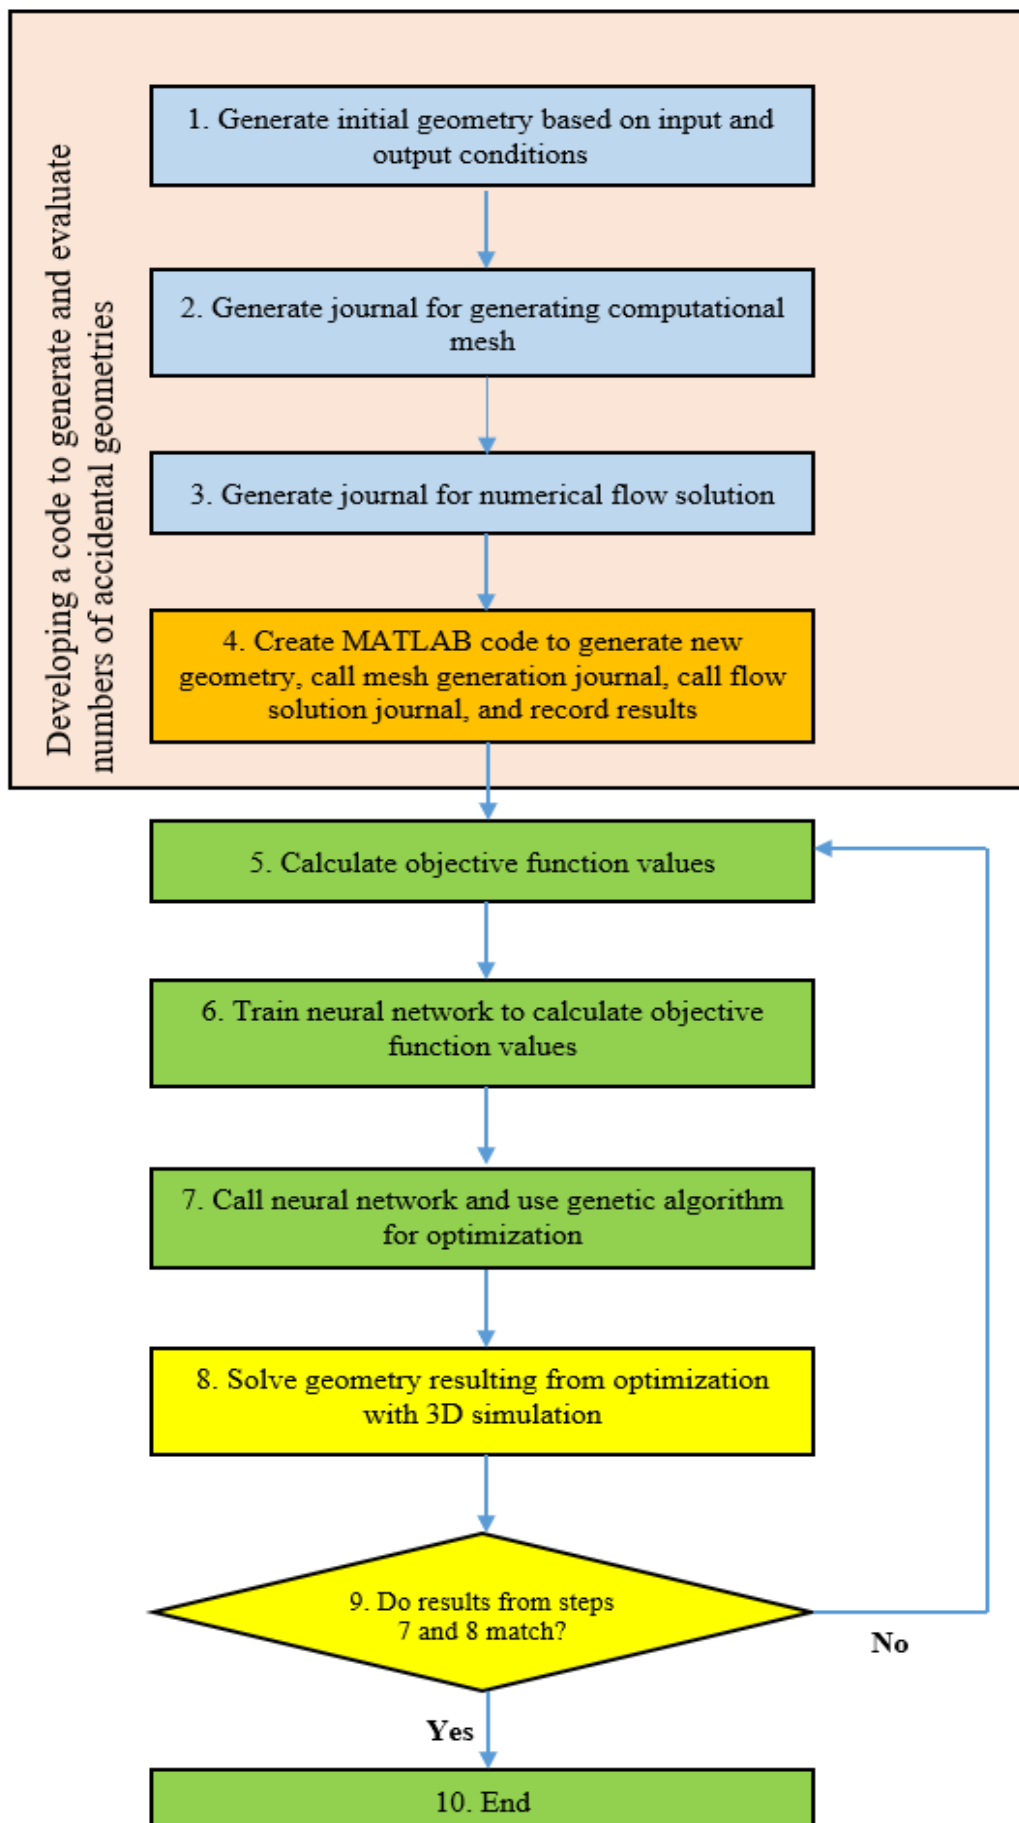 Developing a code to generate and evaluate
numbers of accidental geometries
1. Generate initial geometry based on input and
output conditions
2. Generate journal for generating computational
mesh
3. Generate journal for numerical flow solution
4. Create MATLAB code to generate new
geometry, call mesh generation journal, call flow
solution journal, and record results
5. Calculate objective function values
6. Train neural network to calculate objective
function values
7. Call neural network and use genetic algorithm
for optimization
8. Solve geometry resulting from optimization
with 3D simulation
9. Do results from steps
7 and 8 match?
No
Yes
10. End